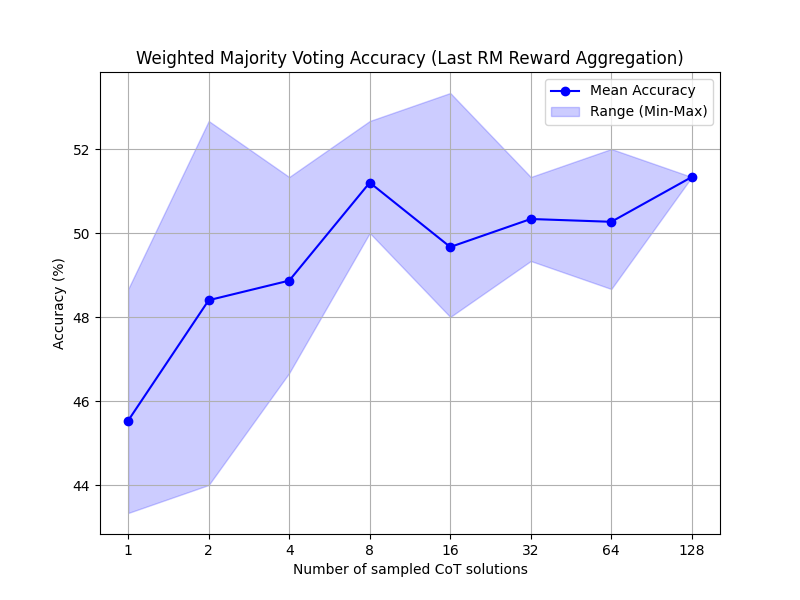 Weighted Majority Voting Accuracy (Last RM Reward Aggregation)
Mean Accuracy
Range (Min-Max)
Accuracy (%)
52
50
48
46
44
1 2 4 8 16 32 64 128
Number of sampled CoT solutions